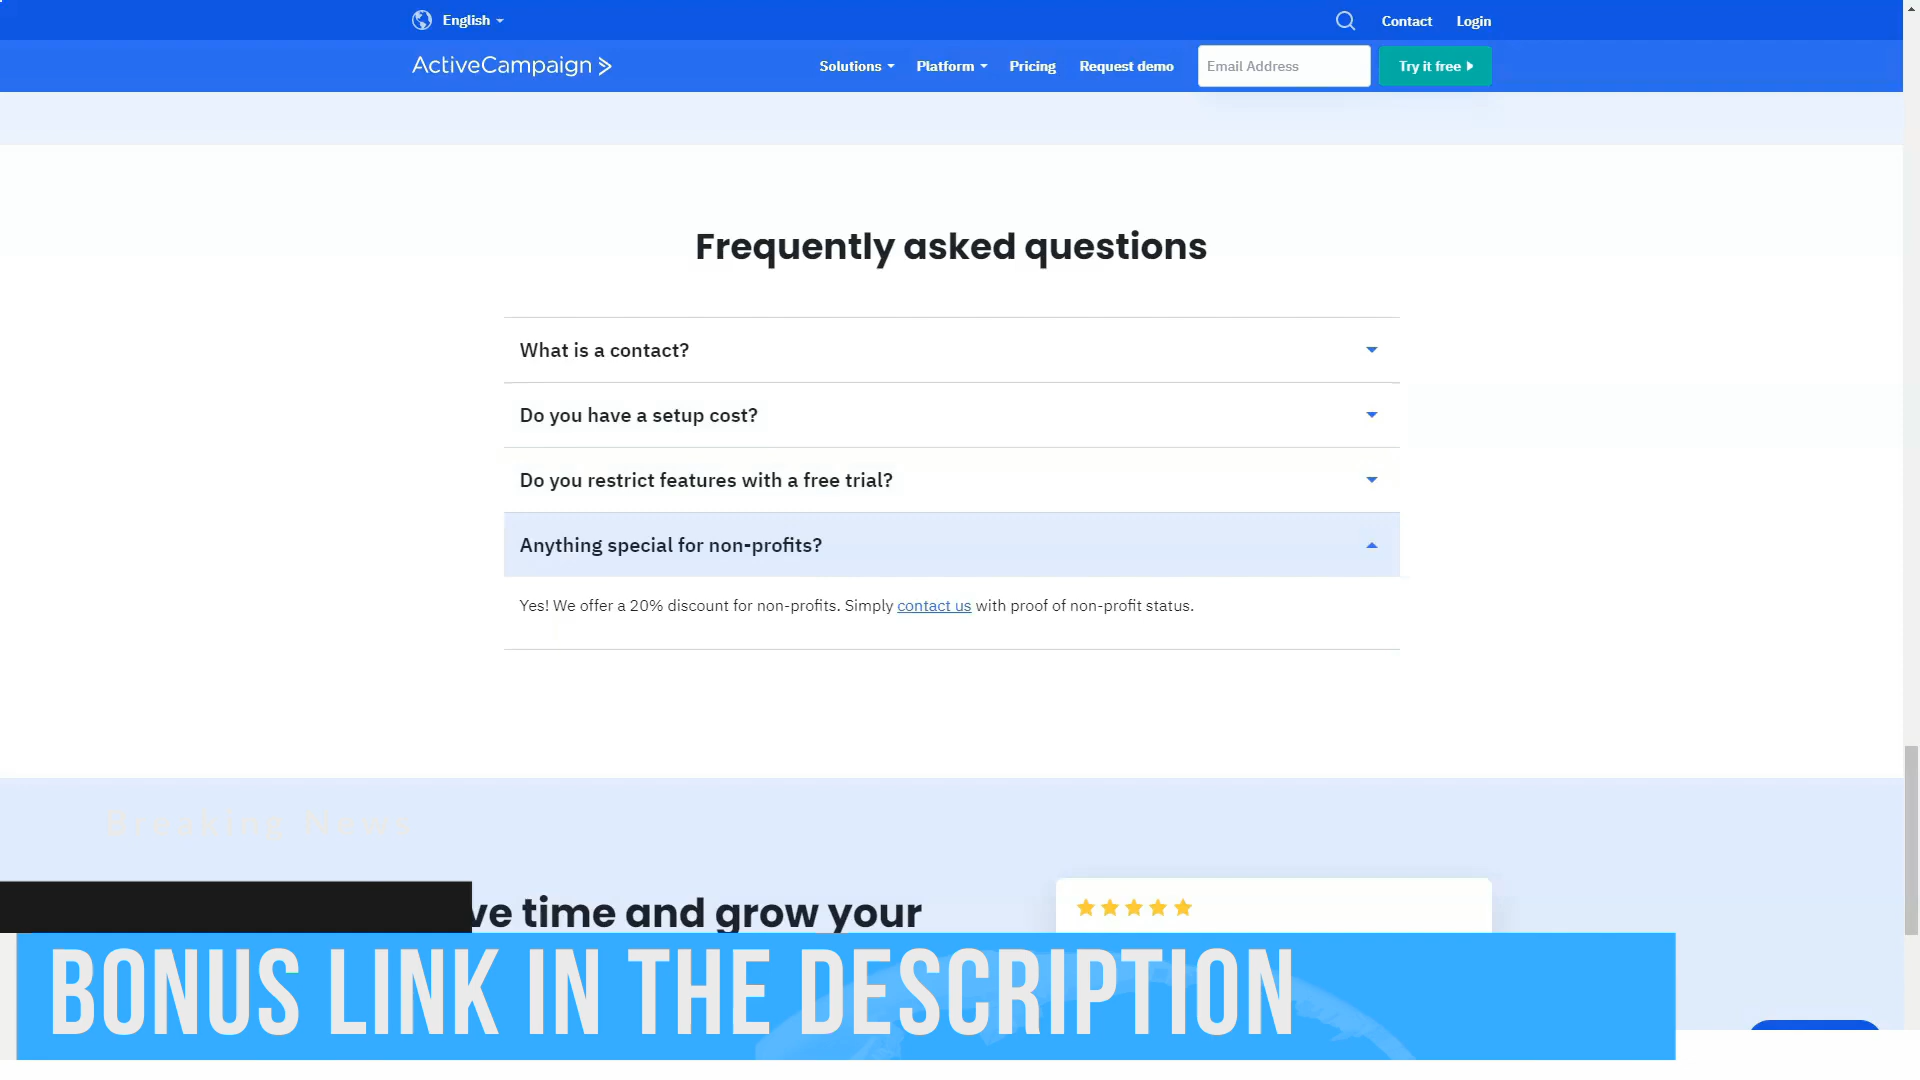 English
Contact
Login
ActiveCampaign >
Solutions
Platform
Pricing
Request demo
Email Address
Try it free
Frequently asked questions
What is a contact?
Do you have a setup cost?
Do you restrict features with a free trial?
Anything special for non-profits?
Yes! We offer a 20% discount for non-profits. Simply contact us with proof of non-profit status.
Breaking News
time and grow your
BONUS LINK IN THE DESCRIPTION